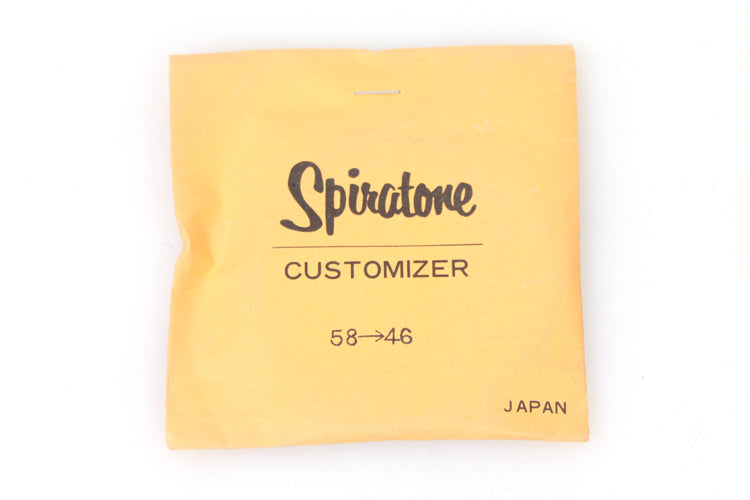 Spiratone
CUSTOMIZER
58→46
JAPAN